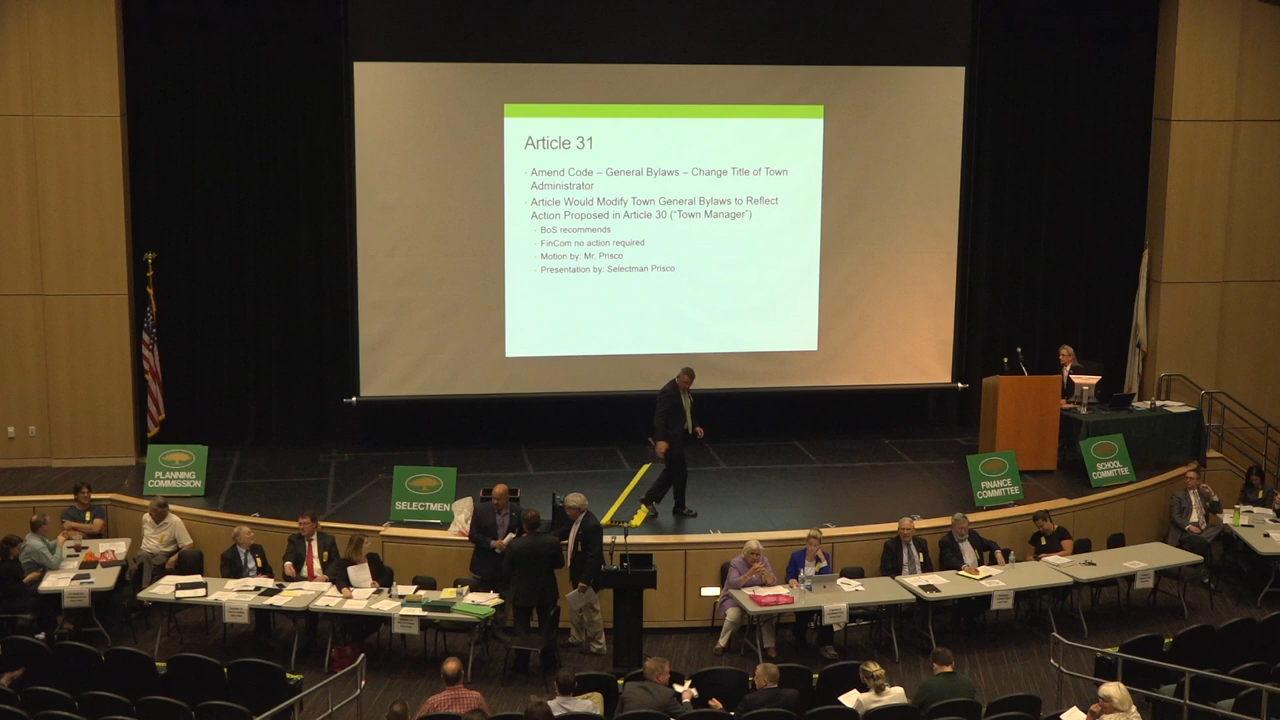 Article 31
· Amend Code – General Bylaws – Change Title of Town
Administrator
· Article Would Modify Town General Bylaws to Reflect
Action Proposed in Article 30 ("Town Manager")
· BoS recommends
· FinCom no action required
· Motion by: Mr. Prisco
· Presentation by: Selectman Prisco
PLANNING
COMMISSION
SELECTMEN
FINANCE
COMMITTEE
SCHOOL
COMMITTEE